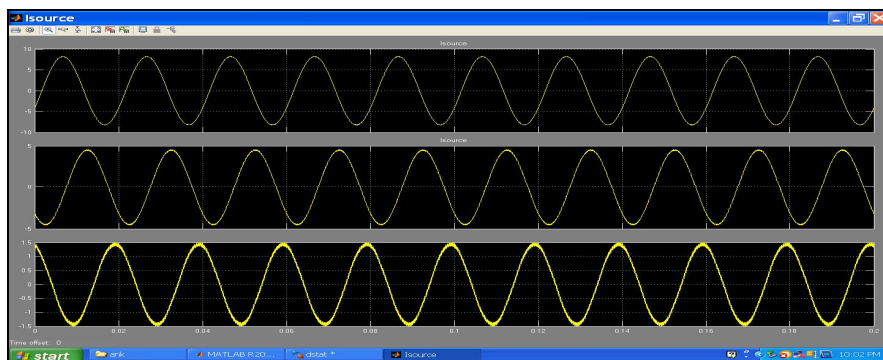 Isource
Isource
10
5
0
-5
-10
Isource
5
0
-5
1.5
1
0.5
0
-0.5
-1
-1.5
0 0.02 0.04 0.06 0.08 0.1 0.12 0.14 0.16 0.18 0.2
Time offset: 0
start ank MATLAB R20... dstat * Isource 10:02 PM